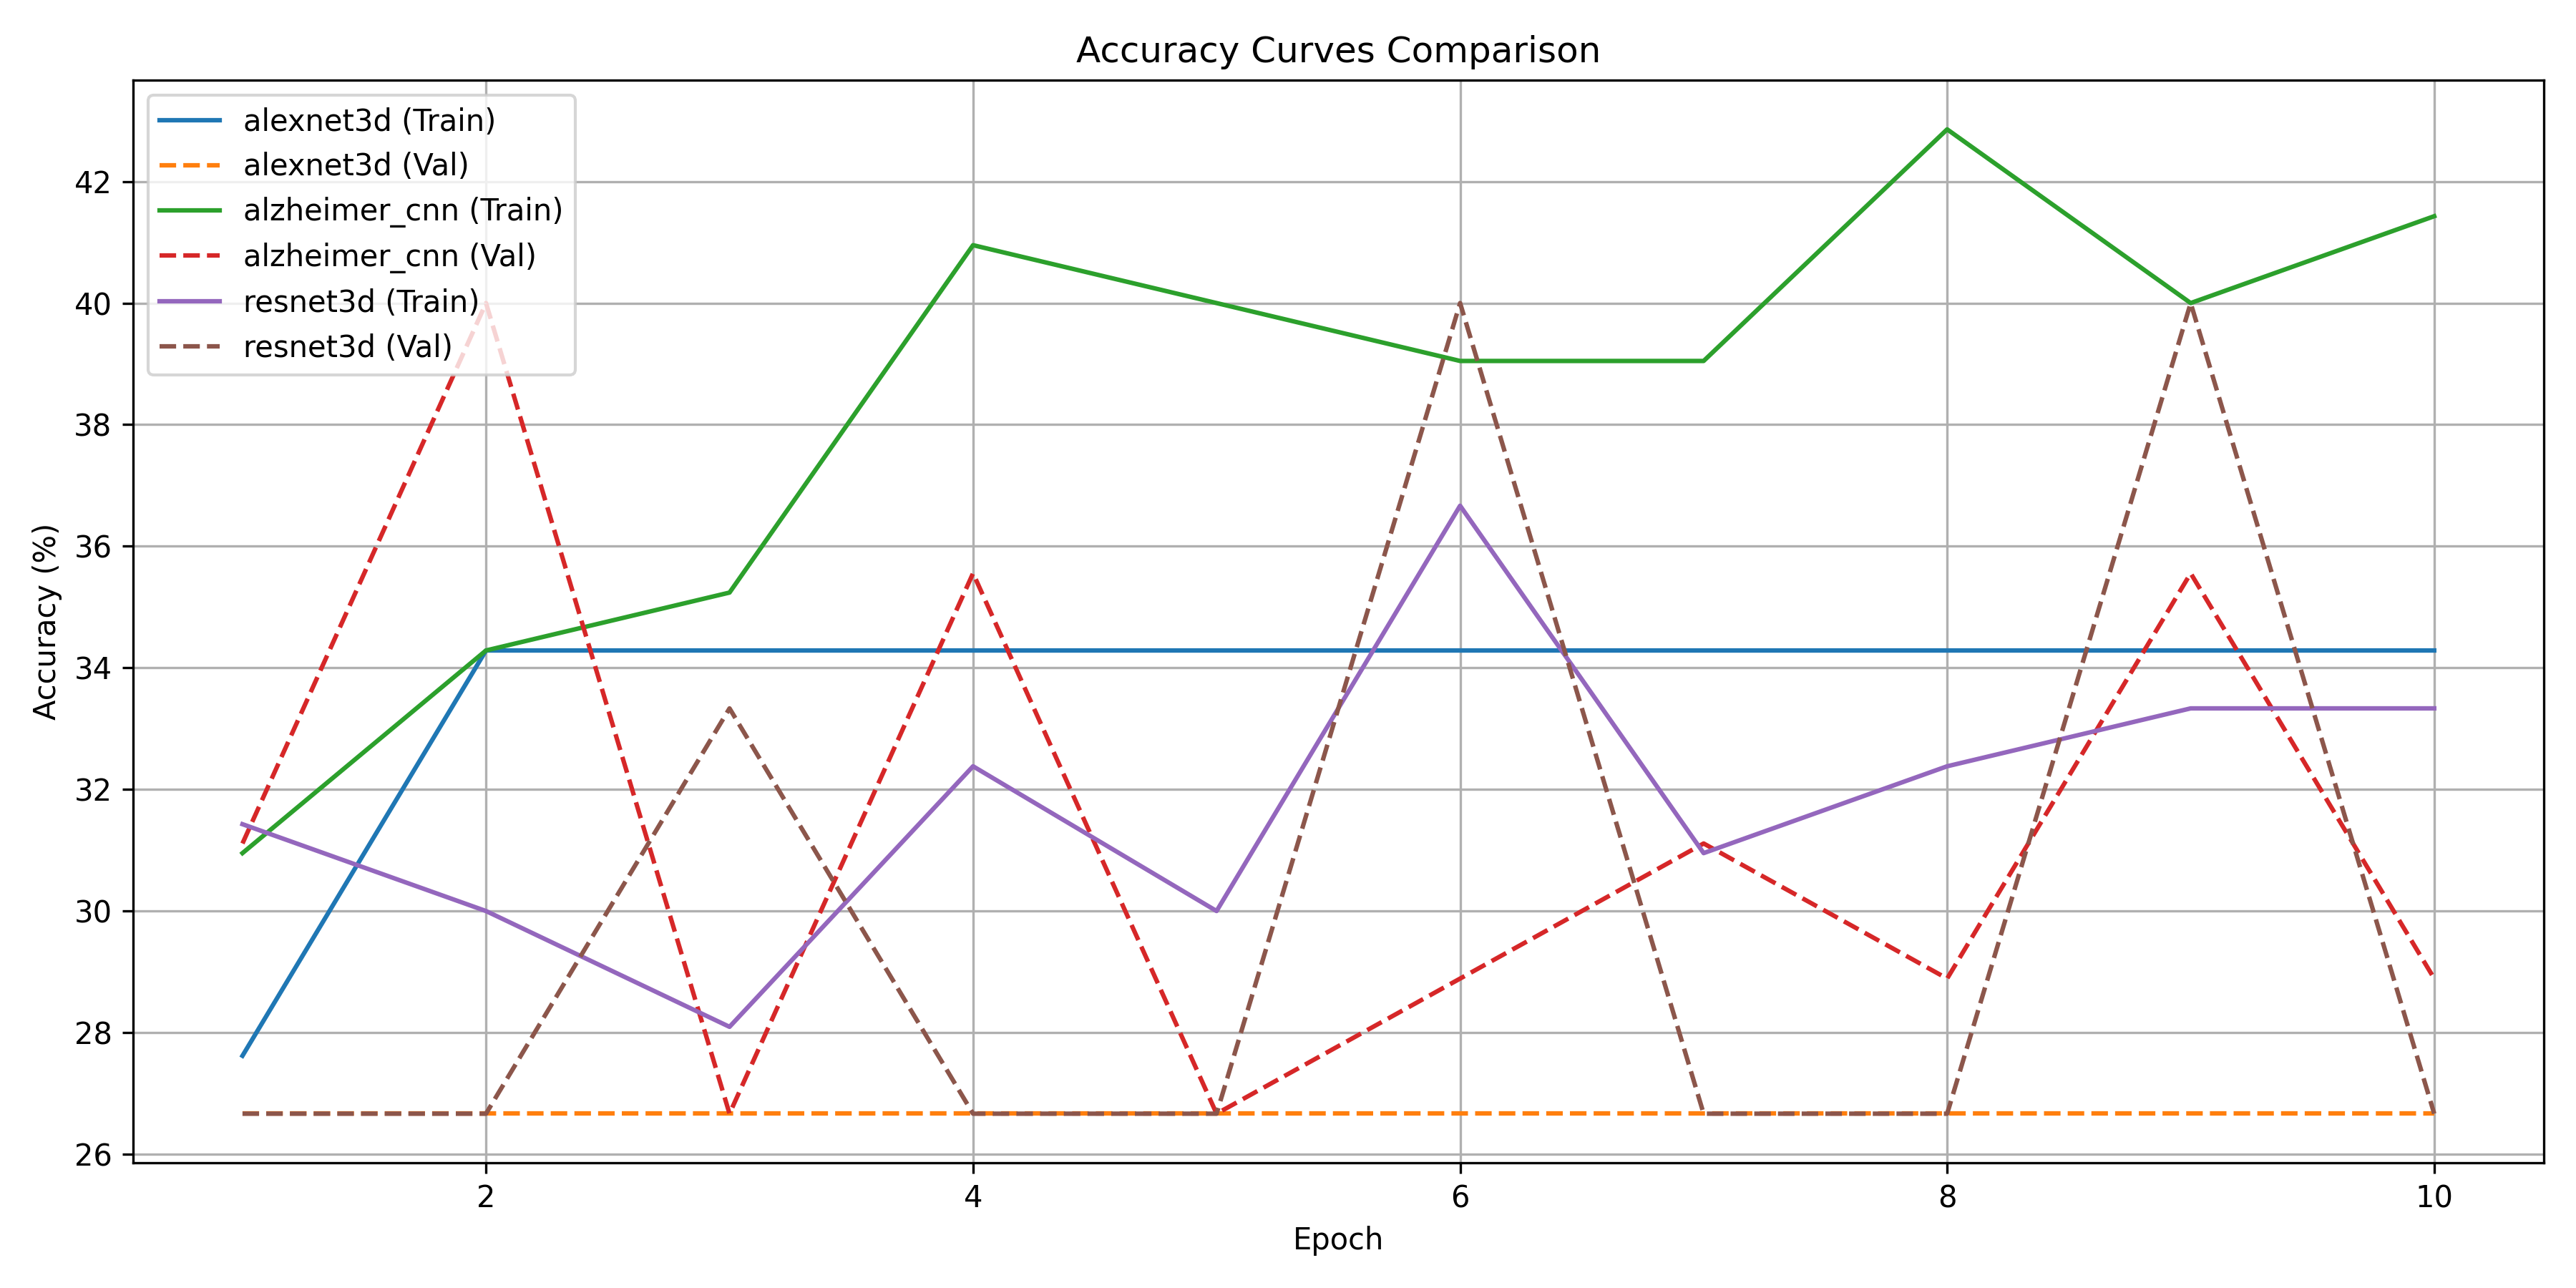 Accuracy Curves Comparison
alexnet3d (Train)
alexnet3d (Val)
alzheimer_cnn (Train)
alzheimer_cnn (Val)
resnet3d (Train)
resnet3d (Val)
Accuracy (%)
42
40
38
36
34
32
30
28
26
2 4 6 8 10
Epoch